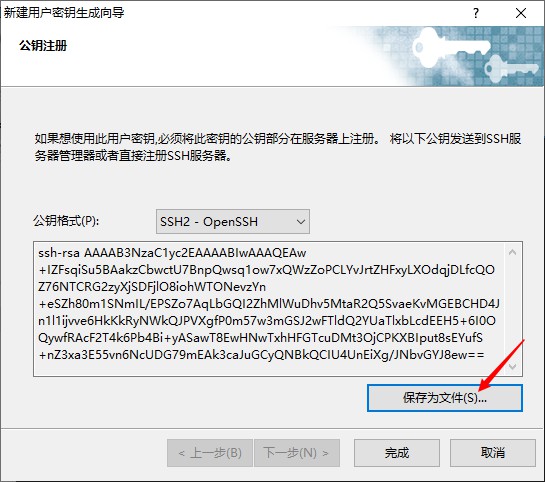 新建用户密钥生成向导
公钥注册
如果想使用此用户密钥,必须将此密钥的公钥部分在服务器上注册。 将以下公钥发送到SSH服
务器管理器或者直接注册SSH服务器。
公钥格式(P):
SSH2 - OpenSSH
ssh-rsa AAAAB3NzaC1yc2EAAAABIwAAAQEAw
+IZFsqiSu5BAakzCbwctU7BnpQwsq1ow7xQWzZoPCLYvJrtZHFxyLXOdqjDLfcQO
Z76NTCRG2zyXjSDFjlO8iohWTONevzYn
+eSZh80m1SNmIL/EPSZo7AqLbGQI2ZhMlWuDhv5MtaR2Q5SvaeKvMGEBCHD4J
n1l1ijvve6HkKkRyNWkQJPVXgfP0m57w3mGSJ2wFTldQ2YUaTlxbLcdEEH5+6I0O
QywfRAcF2T4k6Pb4Bi+yASawT8EwHNwTxhHFGTcuDMt3OjCPKXBIput8sEYufS
+nZ3xa3E55vn6NcUDG79mEAk3caJuGCyQNBkQCIU4UnEiXg/JNbvGYJ8ew==
保存为文件(S)...
< 上一步(B)
下一步(N) >
完成
取消